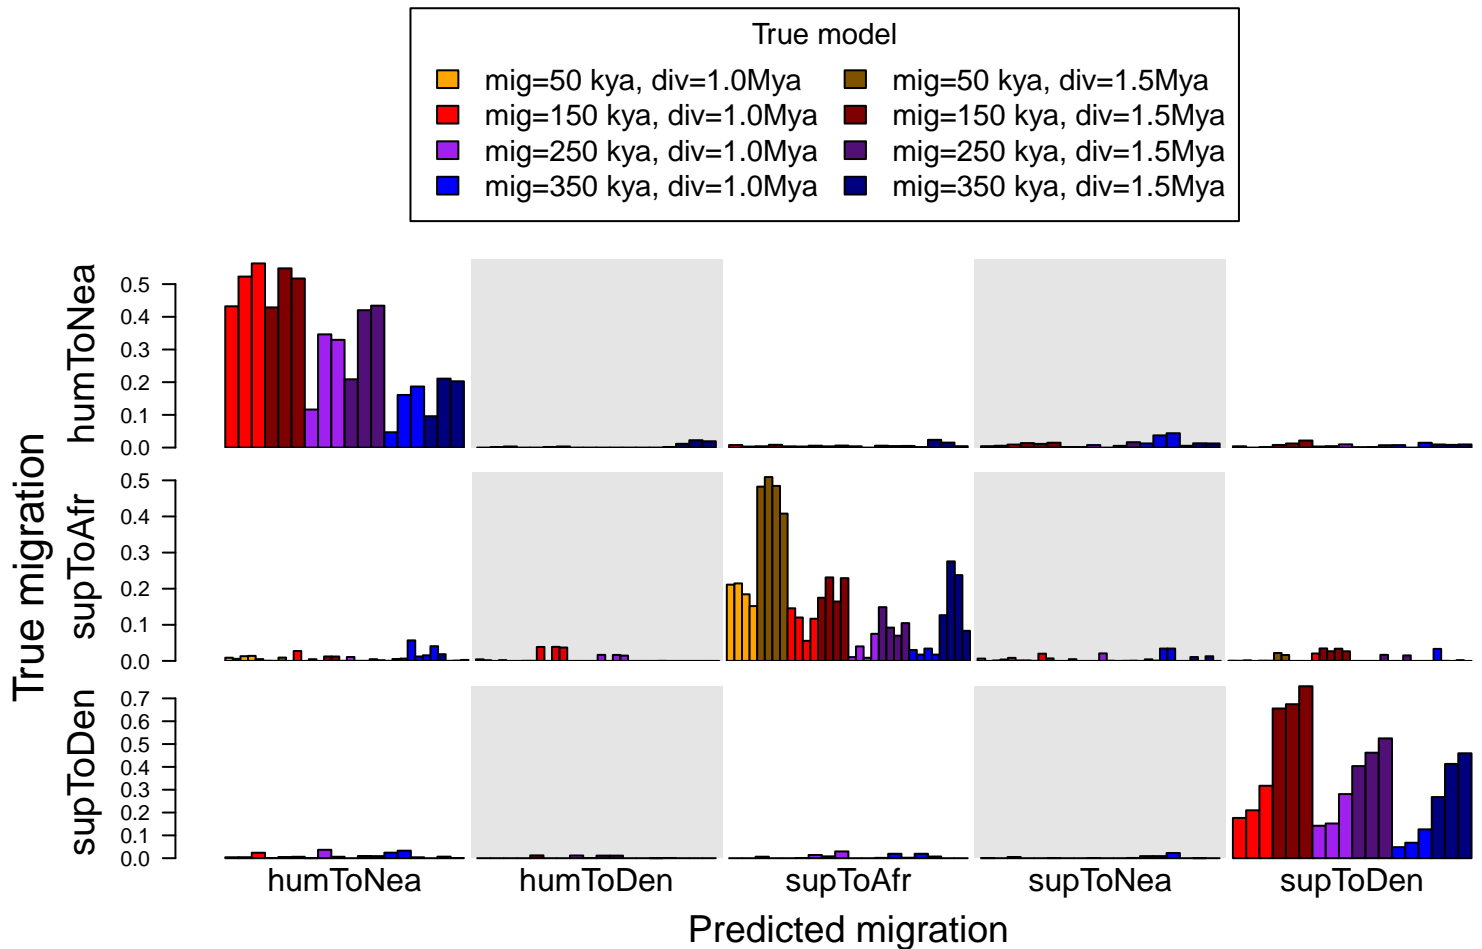 True model
mig=50 kya, div=1.0Mya
mig=50 kya, div=1.5Mya
mig=150 kya, div=1.0Mya
mig=150 kya, div=1.5Mya
mig=250 kya, div=1.0Mya
mig=250 kya, div=1.5Mya
mig=350 kya, div=1.0Mya
mig=350 kya, div=1.5Mya
True migration
humToNea
0.5
0.4
0.3
0.2
0.1
0.0
supToAfr
0.5
0.4
0.3
0.2
0.1
0.0
supToDen
0.7
0.6
0.5
0.4
0.3
0.2
0.1
0.0
humToNea
humToDen
supToAfr
supToNea
supToDen
Predicted migration